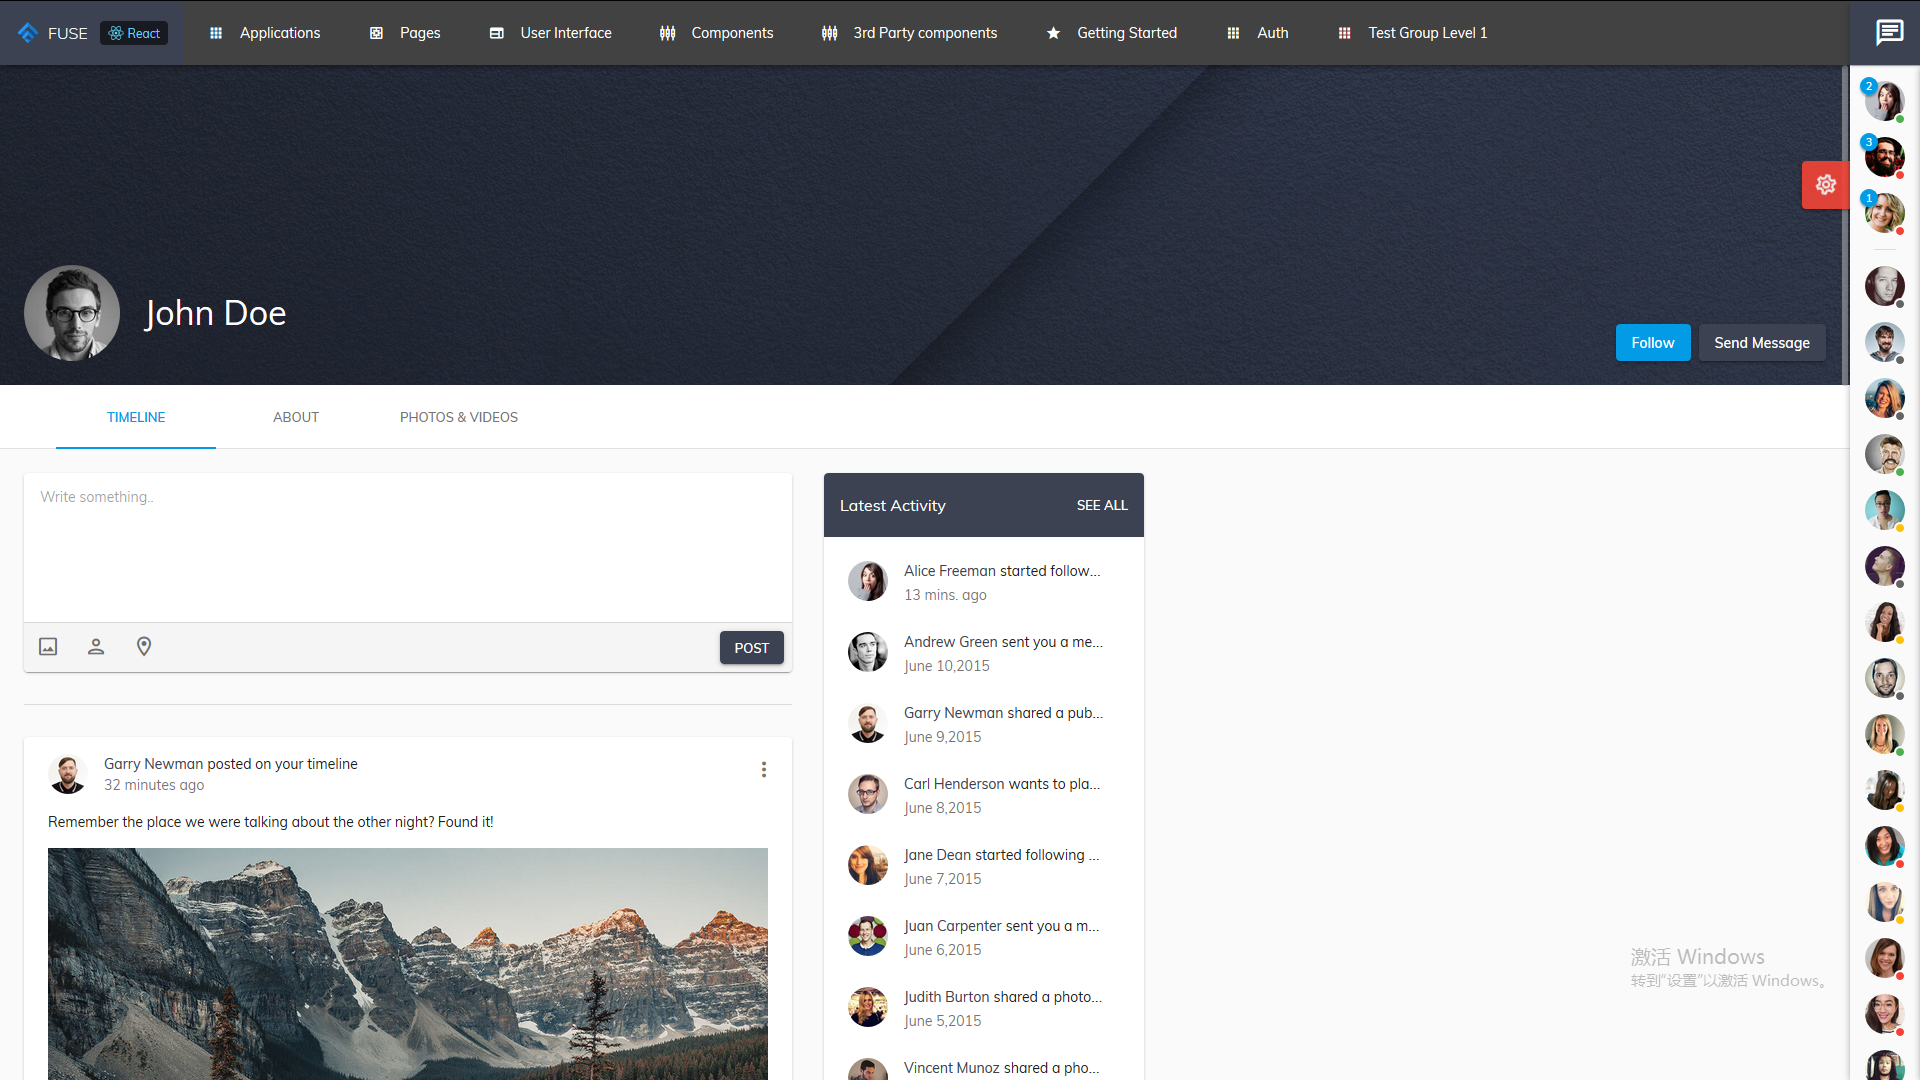 FUSE React Applications Pages User Interface Components 3rd Party components Getting Started Auth Test Group Level 1
2
3
1
John Doe
Follow Send Message
TIMELINE ABOUT PHOTOS & VIDEOS
Write something..
POST
Garry Newman posted on your timeline
32 minutes ago
Remember the place we were talking about the other night? Found it!
Latest Activity SEE ALL
Alice Freeman started follow...
13 mins. ago
Andrew Green sent you a me...
June 10,2015
Garry Newman shared a pub...
June 9,2015
Carl Henderson wants to pla...
June 8,2015
Jane Dean started following ...
June 7,2015
Juan Carpenter sent you a m...
June 6,2015
Judith Burton shared a photo...
June 5,2015
Vincent Munoz shared a pho...
激活 Windows
转到“设置”以激活 Windows。